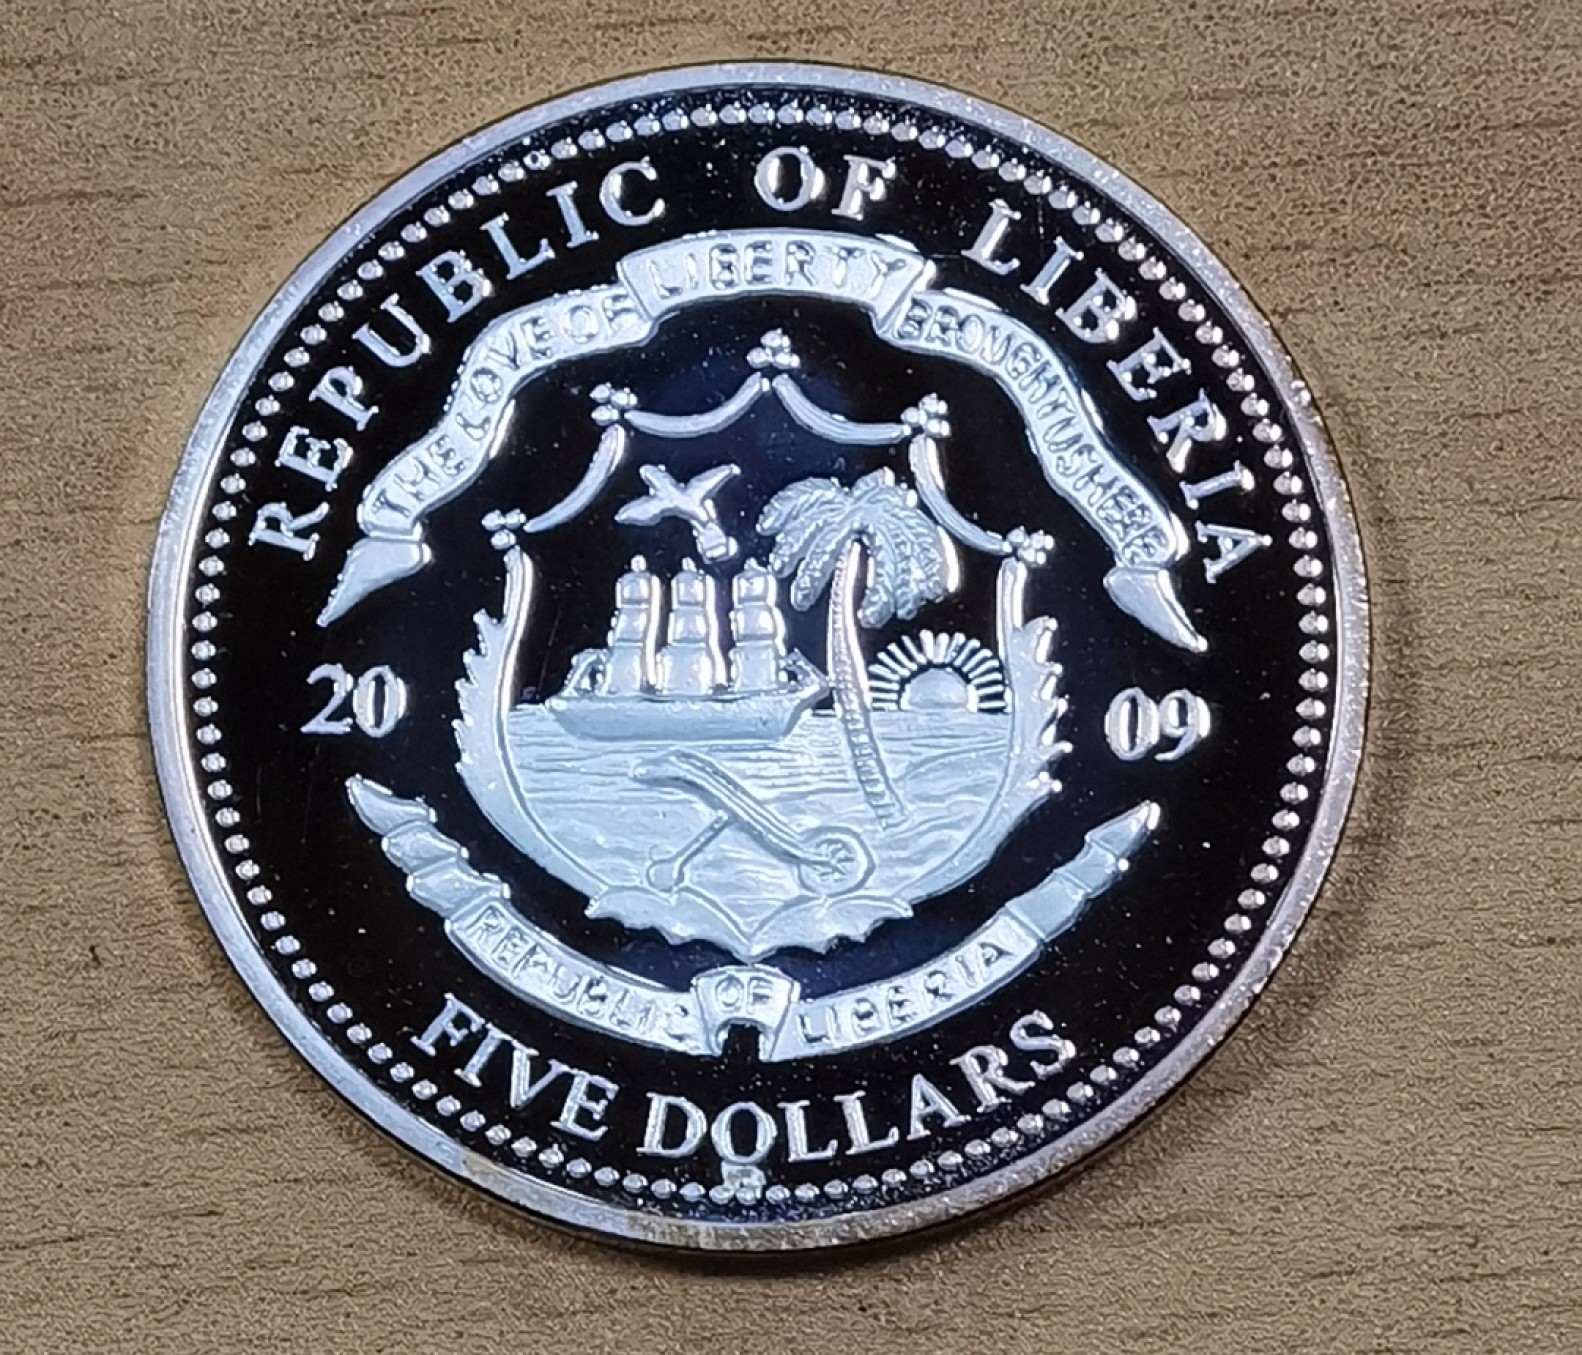 REPUBLIC OF LIBERIA
THE LOVE OF LIBERTY BROUGHT US HERE
20 09
REPUBLIC OF LIBERIA
FIVE DOLLARS